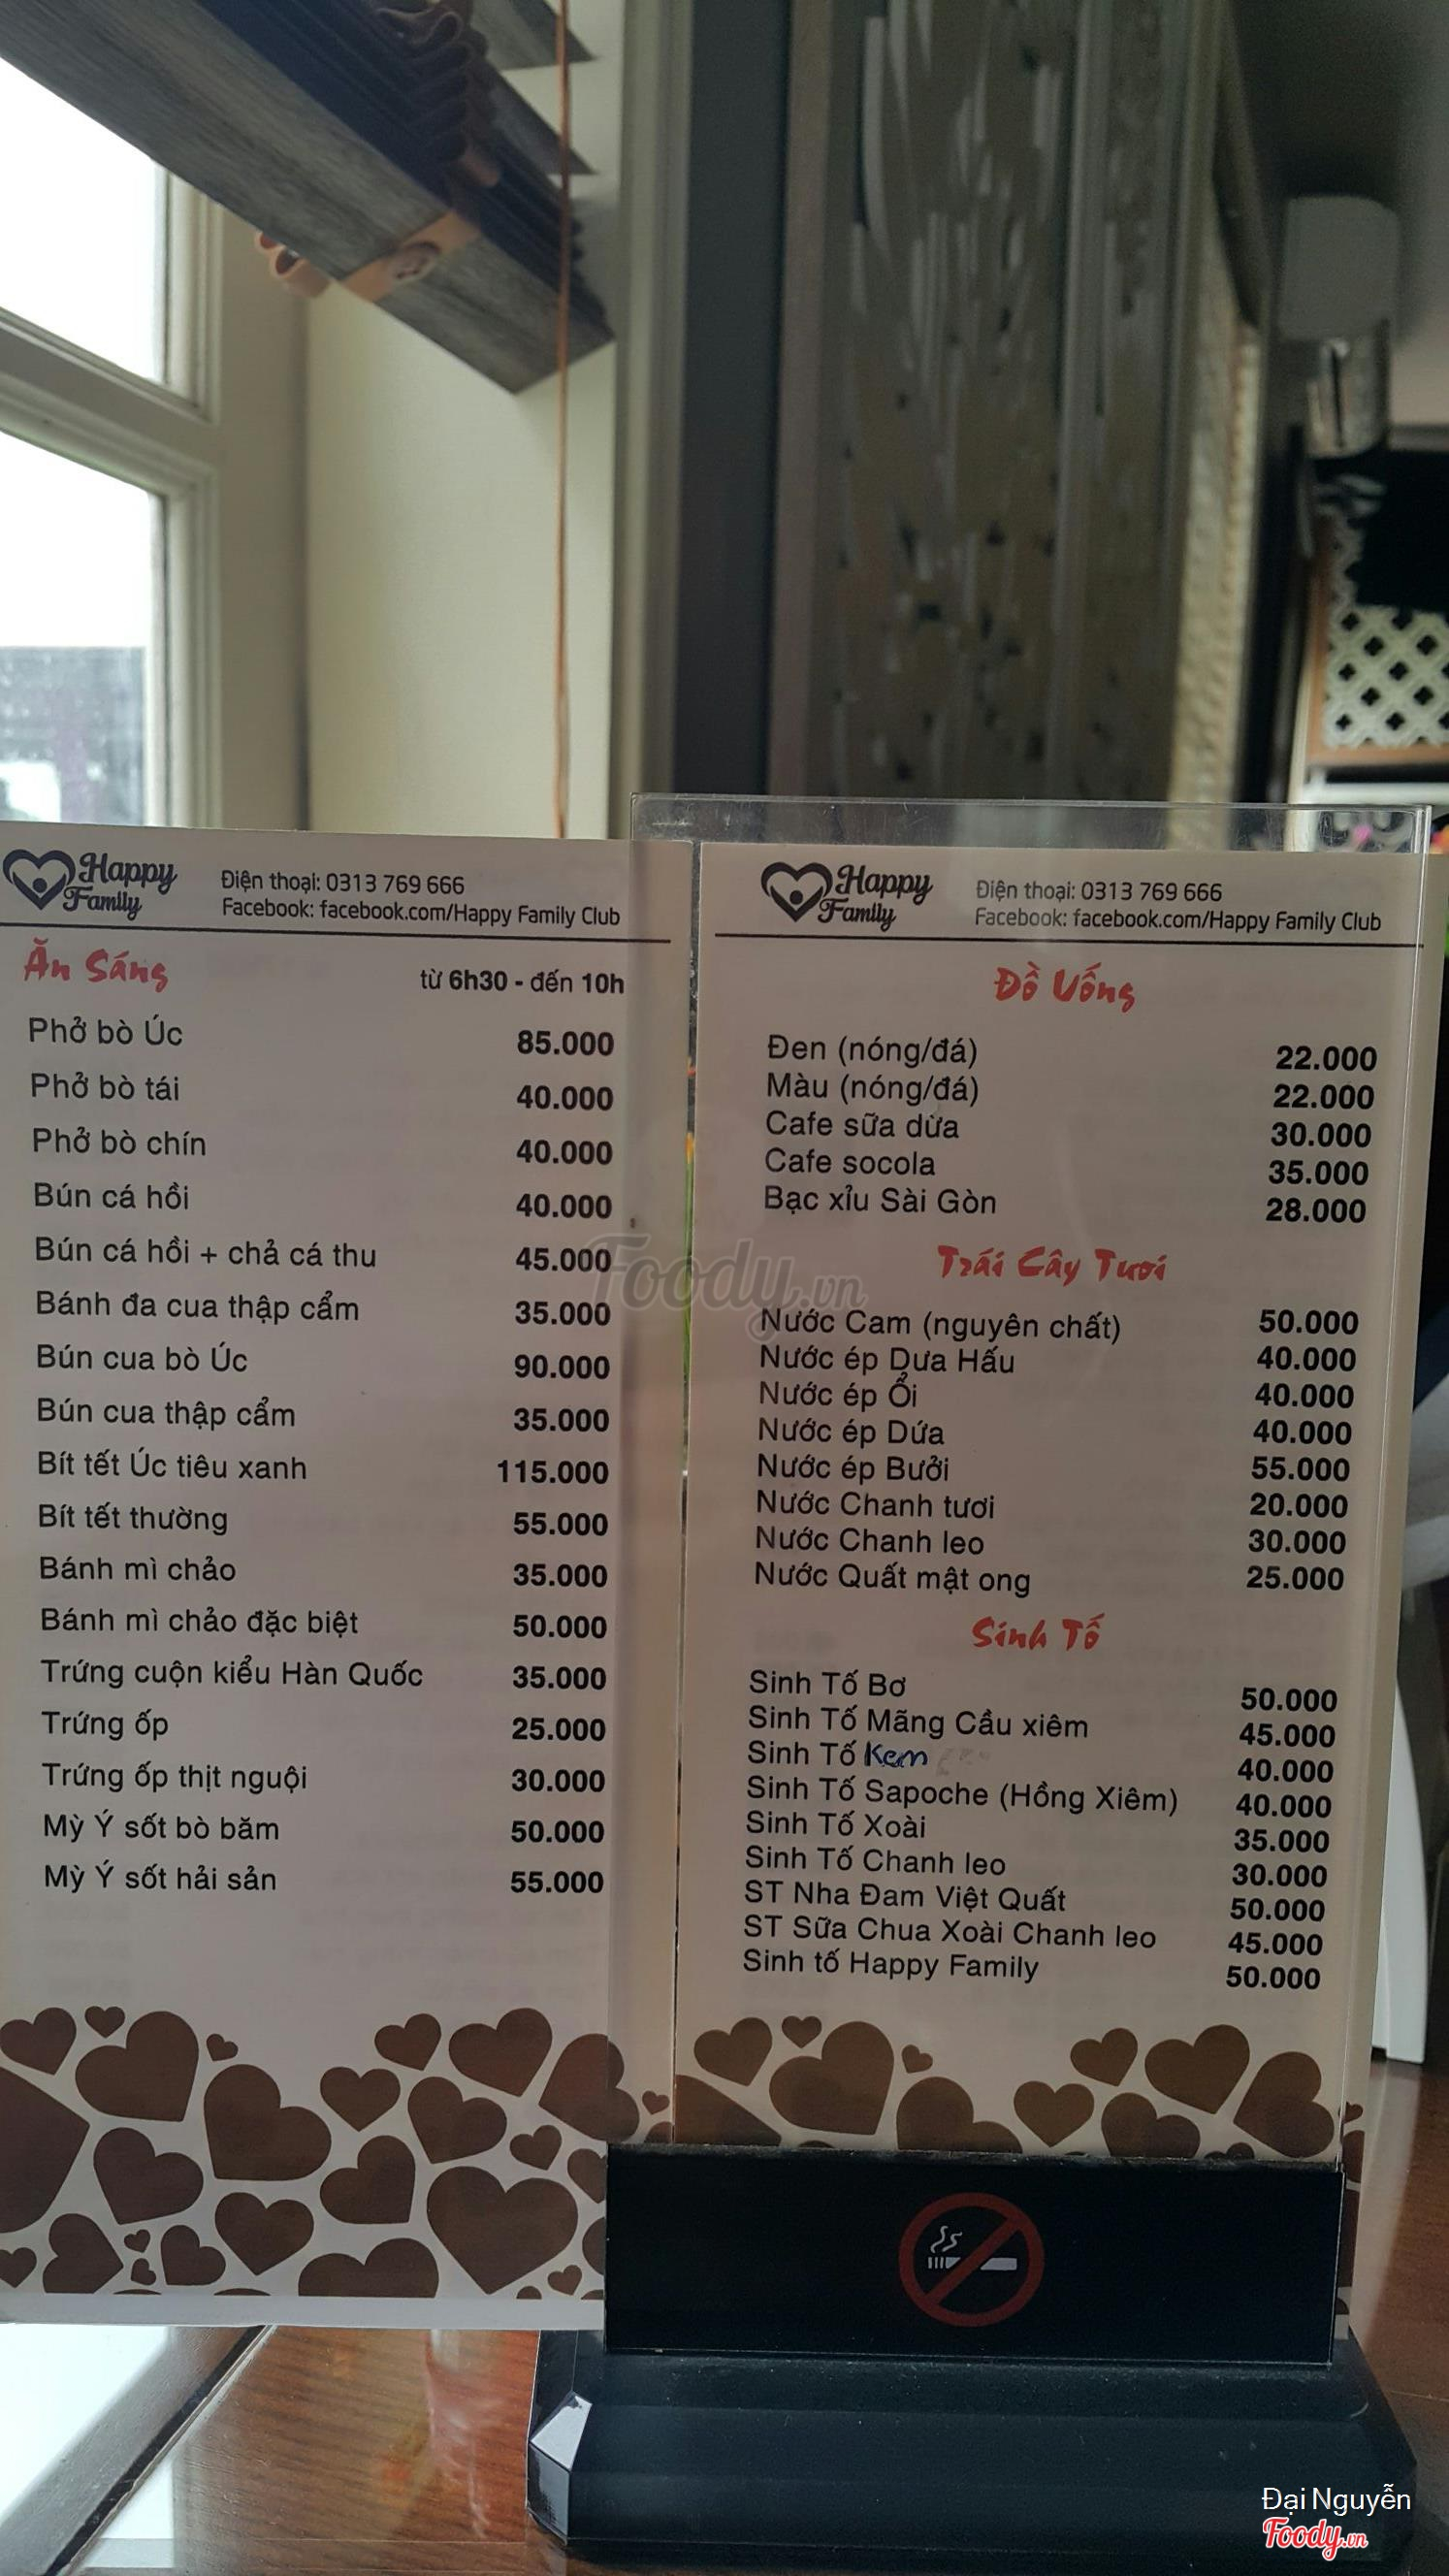 Happy Family
Điện thoại: 0313 769 666
Facebook: facebook.com/Happy Family Club
Ăn Sáng từ 6h30 - đến 10h
Phở bò Úc 85.000
Phở bò tái 40.000
Phở bò chín 40.000
Bún cá hồi 40.000
Bún cá hồi + chả cá thu 45.000
Bánh đa cua thập cẩm 35.000
Bún cua bò Úc 90.000
Bún cua thập cẩm 35.000
Bít tết Úc tiêu xanh 115.000
Bít tết thường 55.000
Bánh mì chảo 35.000
Bánh mì chảo đặc biệt 50.000
Trứng cuộn kiểu Hàn Quốc 35.000
Trứng ốp 25.000
Trứng ốp thịt nguội 30.000
Mỳ Ý sốt bò băm 50.000
Mỳ Ý sốt hải sản 55.000
Happy Family
Điện thoại: 0313 769 666
Facebook: facebook.com/Happy Family Club
Đồ Uống
Đen (nóng/đá) 22.000
Màu (nóng/đá) 22.000
Cafe sữa dừa 30.000
Cafe socola 35.000
Bạc xỉu Sài Gòn 28.000
Trái Cây Tươi
Nước Cam (nguyên chất) 50.000
Nước ép Dưa Hấu 40.000
Nước ép Ổi 40.000
Nước ép Dứa 40.000
Nước ép Bưởi 55.000
Nước Chanh tươi 20.000
Nước Chanh leo 30.000
Nước Quất mật ong 25.000
Sinh Tố
Sinh Tố Bơ 50.000
Sinh Tố Mãng Cầu xiêm 45.000
Sinh Tố Kem 40.000
Sinh Tố Sapoche (Hồng Xiêm) 40.000
Sinh Tố Xoài 35.000
Sinh Tố Chanh leo 30.000
ST Nha Đam Việt Quất 50.000
ST Sữa Chua Xoài Chanh leo 45.000
Sinh tố Happy Family 50.000
Foody.vn
Đại Nguyễn
Foody.vn